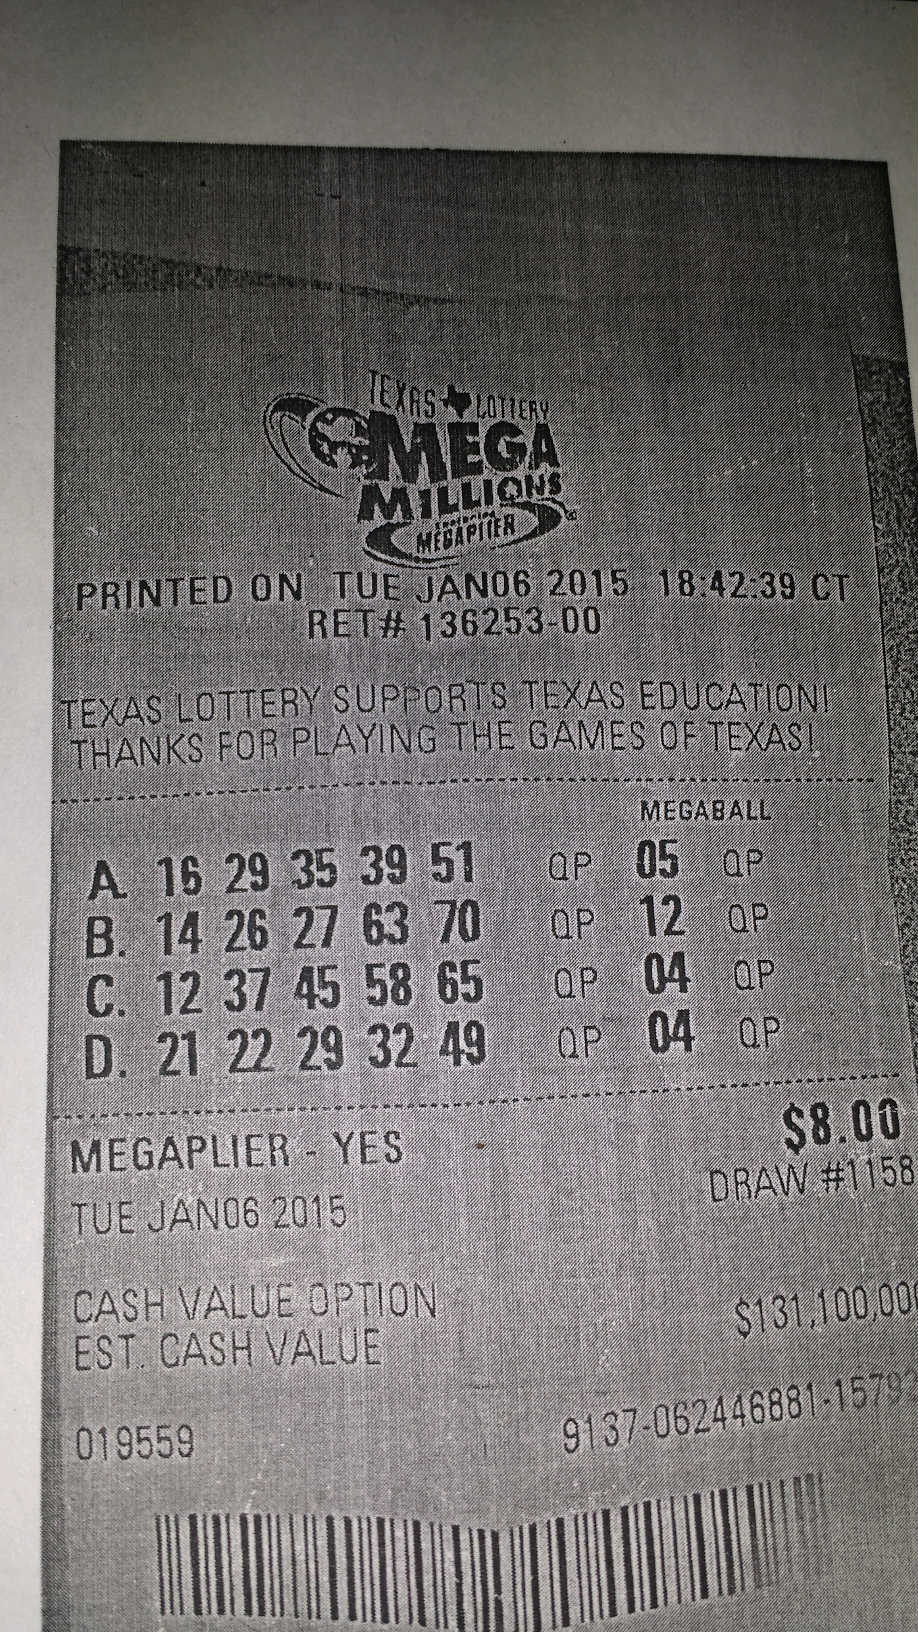 TEXAS LOTTERY
MEGA
MILLIONS
Including
MEGAPLIER
PRINTED ON TUE JAN06 2015 18:42:39 CT
RET# 136253-00
TEXAS LOTTERY SUPPORTS TEXAS EDUCATION!
THANKS FOR PLAYING THE GAMES OF TEXAS!
MEGABALL
A. 16 29 35 39 51 QP 05 QP
B. 14 26 27 63 70 QP 12 QP
C. 12 37 45 58 65 QP 04 QP
D. 21 22 29 32 49 QP 04 QP
$8.00
MEGAPLIER - YES
DRAW #1158
TUE JAN06 2015
CASH VALUE OPTION
$131,100,000
EST. CASH VALUE
019559 9137-062446881-15793